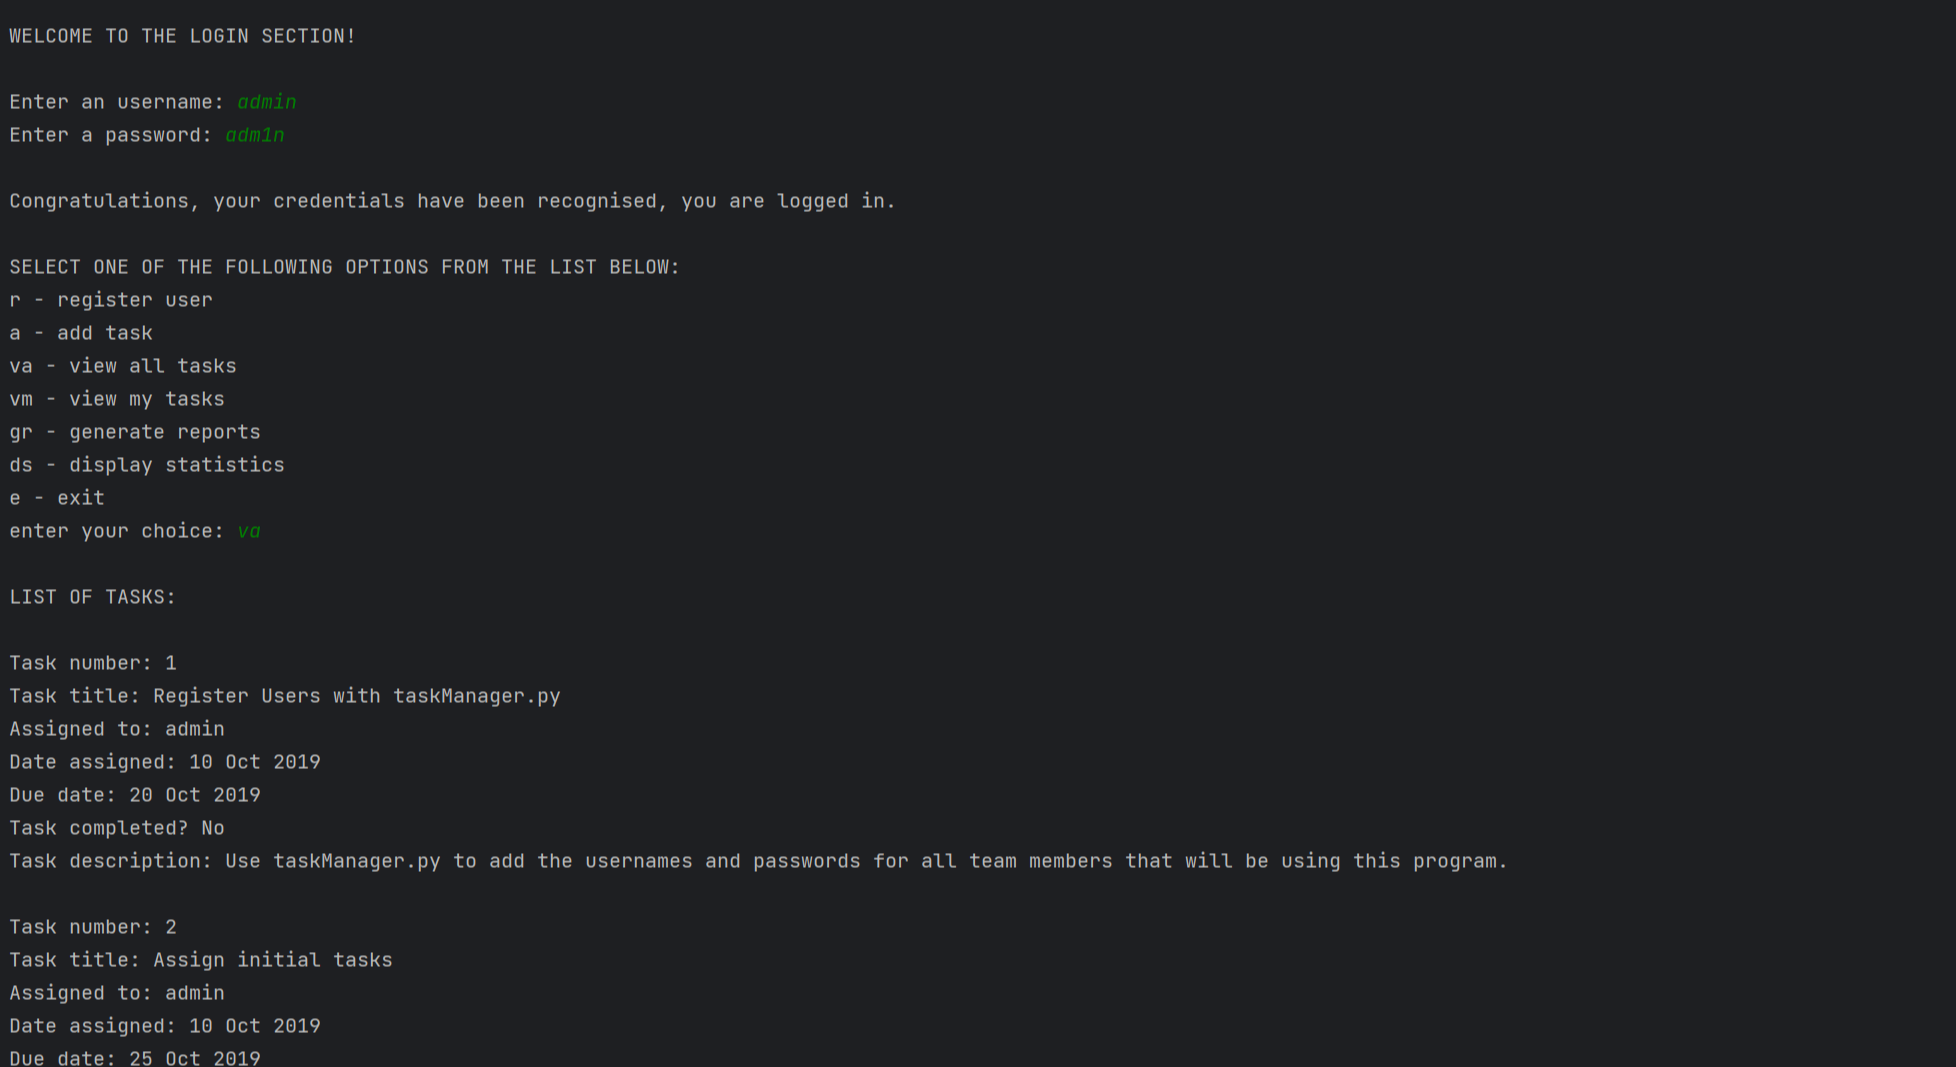 WELCOME TO THE LOGIN SECTION!
Enter an username: admin
Enter a password: adm1n
Congratulations, your credentials have been recognised, you are logged in.
SELECT ONE OF THE FOLLOWING OPTIONS FROM THE LIST BELOW:
r - register user
a - add task
va - view all tasks
vm - view my tasks
gr - generate reports
ds - display statistics
e - exit
enter your choice: va
LIST OF TASKS:
Task number: 1
Task title: Register Users with taskManager.py
Assigned to: admin
Date assigned: 10 Oct 2019
Due date: 20 Oct 2019
Task completed? No
Task description: Use taskManager.py to add the usernames and passwords for all team members that will be using this program.
Task number: 2
Task title: Assign initial tasks
Assigned to: admin
Date assigned: 10 Oct 2019
Due date: 25 Oct 2019